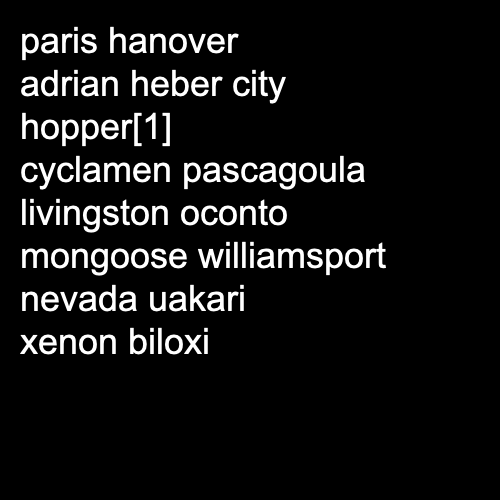 paris hanover
adrian heber city
hopper[1]
cyclamen pascagoula
livingston oconto
mongoose williamsport
nevada uakari
xenon biloxi